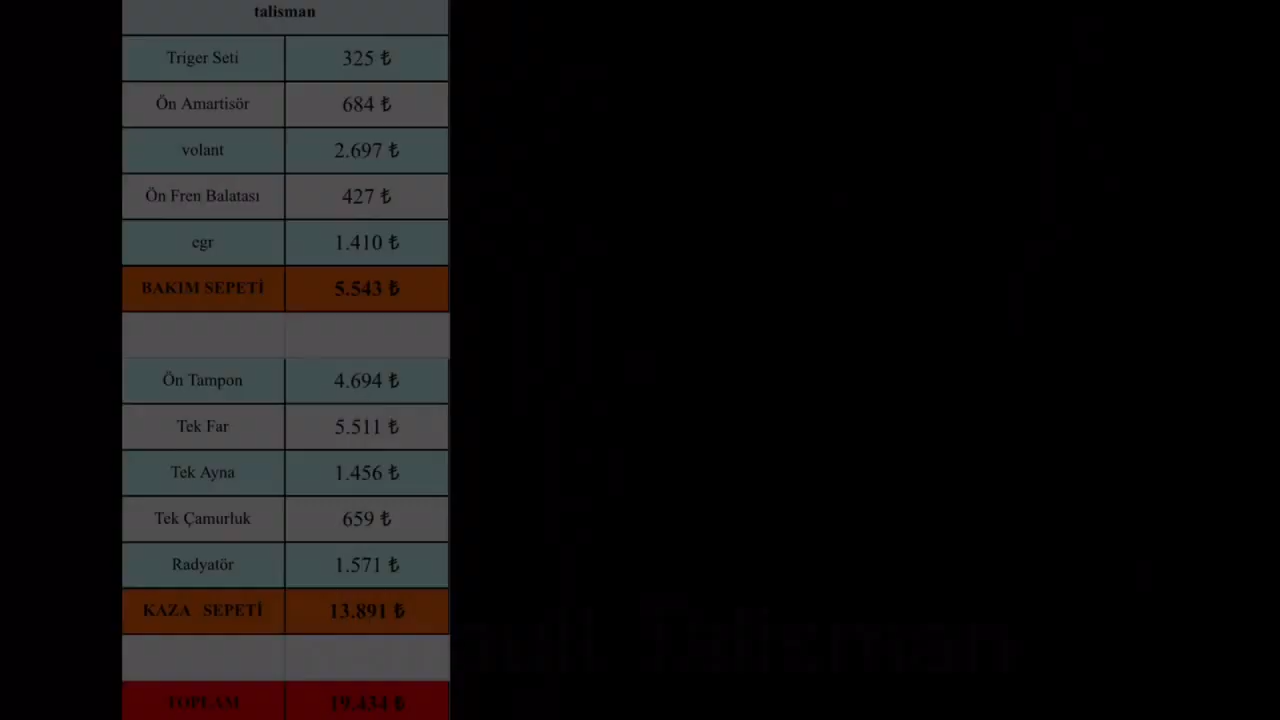 talisman
Triger Seti 325 ₺
Ön Amartisör 684 ₺
volant 2.697 ₺
Ön Fren Balatası 427 ₺
egr 1.410 ₺
BAKIM SEPETİ 5.543 ₺
Ön Tampon 4.694 ₺
Tek Far 5.511 ₺
Tek Ayna 1.456 ₺
Tek Çamurluk 659 ₺
Radyatör 1.571 ₺
KAZA SEPETİ 13.891 ₺
TOPLAM 19.434 ₺